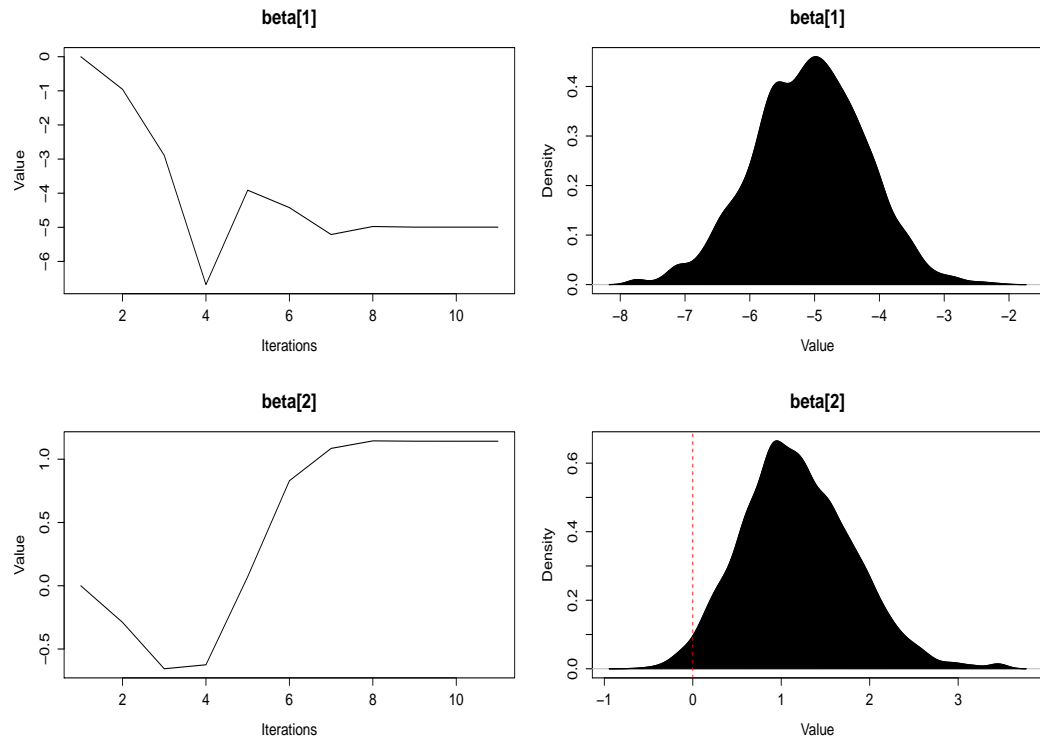 beta[1]
Value
0
−1
−2
−3
−4
−5
−6
2 4 6 8 10
Iterations
beta[1]
Density
0.4
0.3
0.2
0.1
0.0
−8 −7 −6 −5 −4 −3 −2
Value
beta[2]
Value
1.0
0.5
0.0
−0.5
2 4 6 8 10
Iterations
beta[2]
Density
0.6
0.4
0.2
0.0
−1 0 1 2 3
Value